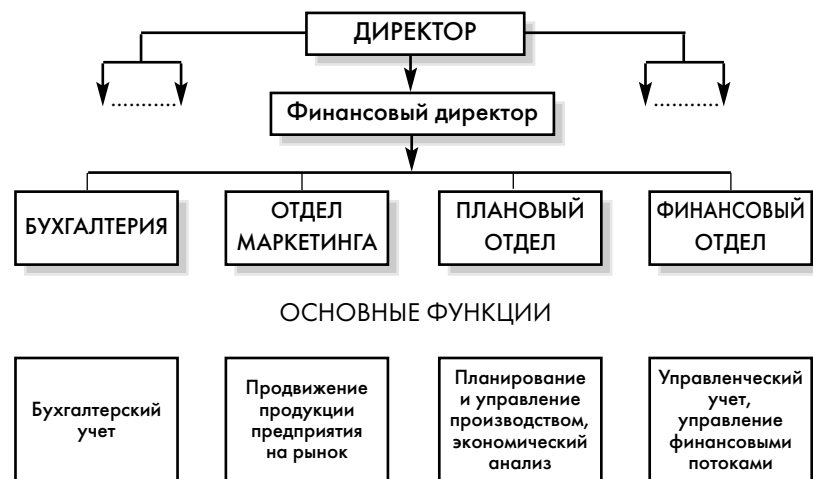 ДИРЕКТОР
............
............
Финансовый директор
БУХГАЛТЕРИЯ
ОТДЕЛ
МАРКЕТИНГА
ПЛАНОВЫЙ
ОТДЕЛ
ФИНАНСОВЫЙ
ОТДЕЛ
ОСНОВНЫЕ ФУНКЦИИ
Бухгалтерский
учет
Продвижение
продукции
предприятия
на рынок
Планирование
и управление
производством,
экономический
анализ
Управленческий
учет,
управление
финансовыми
потоками